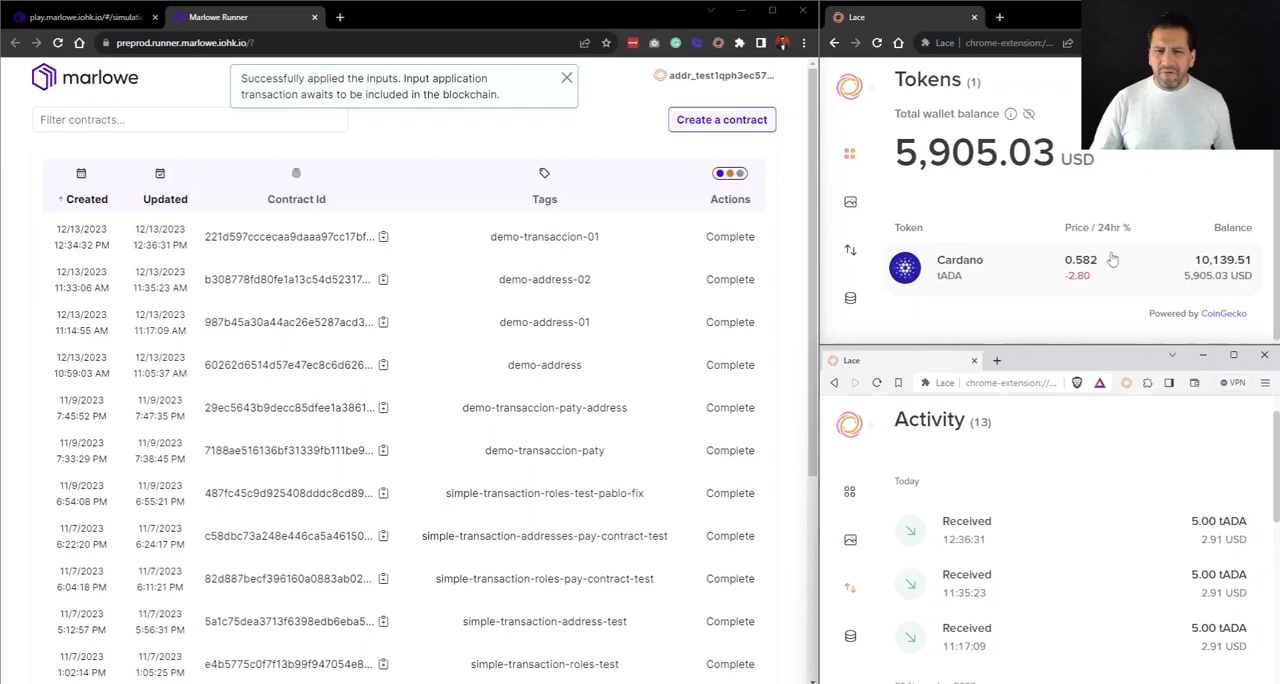 play.marlowe.iohk.io/#/simulati
Marlowe Runner
preprod.runner.marlowe.iohk.io/?
marlowe
Successfully applied the inputs. Input application
transaction awaits to be included in the blockchain.
addr_test1qph3ec57...
Filter contracts...
Create a contract
Created Updated Contract Id Tags Actions
12/13/2023 12/13/2023
12:34:32 PM 12:36:31 PM 221d597cccecaa9daaa97cc17bf... demo-transaccion-01 Complete
12/13/2023 12/13/2023
11:33:06 AM 11:35:23 AM b308778fd80fe1a13c54d52317... demo-address-02 Complete
12/13/2023 12/13/2023
11:14:55 AM 11:17:09 AM 987b45a30a44ac26e5287acd3... demo-address-01 Complete
12/13/2023 12/13/2023
10:59:03 AM 11:05:37 AM 60262d6514d57e47ec8c6d626... demo-address Complete
11/9/2023 11/9/2023
7:45:52 PM 7:47:35 PM 29ec5643b9decc85dfee1a3861... demo-transaccion-paty-address Complete
11/9/2023 11/9/2023
7:33:29 PM 7:38:45 PM 7188ae516136bf31339fb111be9... demo-transaccion-paty Complete
11/9/2023 11/9/2023
6:54:08 PM 6:55:21 PM 487fc45c9d925408dddc8cd89... simple-transaction-roles-test-pablo-fix Complete
11/7/2023 11/7/2023
6:22:20 PM 6:24:17 PM c58dbc73a248e446ca5a46150... simple-transaction-addresses-pay-contract-test Complete
11/7/2023 11/7/2023
6:04:18 PM 6:11:21 PM 82d887becf396160a0883ab02... simple-transaction-roles-pay-contract-test Complete
11/7/2023 11/7/2023
5:12:57 PM 5:56:31 PM 5a1c75dea3713f6398edb6eba5... simple-transaction-address-test Complete
11/7/2023 11/7/2023
1:02:14 PM 1:05:25 PM e4b5775c0f7f13b99f947054e8... simple-transaction-roles-test Complete
Lace
Lace chrome-extension:/...
Tokens (1)
Total wallet balance
5,905.03 USD
Token Price / 24hr % Balance
Cardano 0.582 10,139.51
tADA -2.80 5,905.03 USD
Powered by CoinGecko
Lace
Lace chrome-extension://... VPN
Activity (13)
Today
Received 5.00 tADA
12:36:31 2.91 USD
Received 5.00 tADA
11:35:23 2.91 USD
Received 5.00 tADA
11:17:09 2.91 USD